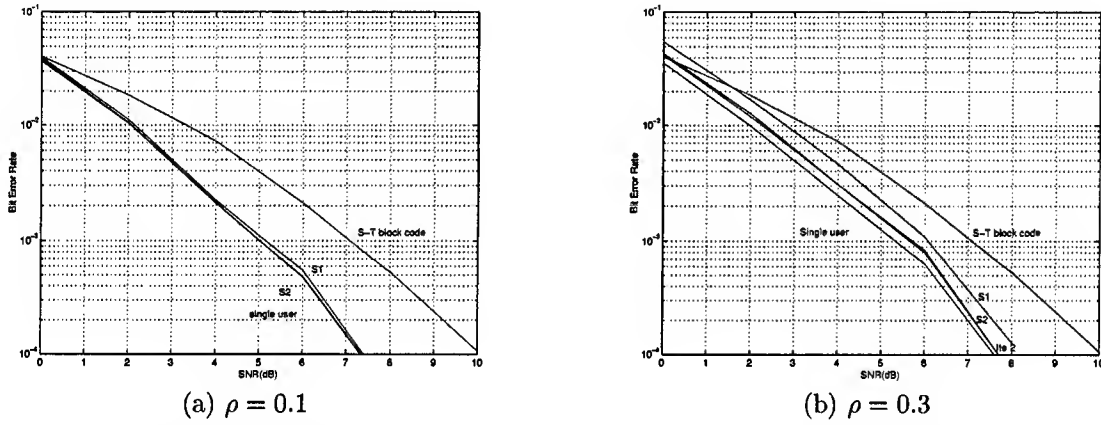 10⁻¹
10⁻²
10⁻³
10⁻⁴
Bit Error Rate
S-T block code
S1
S2
single user
0 1 2 3 4 5 6 7 8 9 10
SNR(dB)
(a) ρ = 0.1
10⁻¹
10⁻²
10⁻³
10⁻⁴
Bit Error Rate
Single user
S-T block code
S1
S2
Ite 2
0 1 2 3 4 5 6 7 8 9 10
SNR(dB)
(b) ρ = 0.3